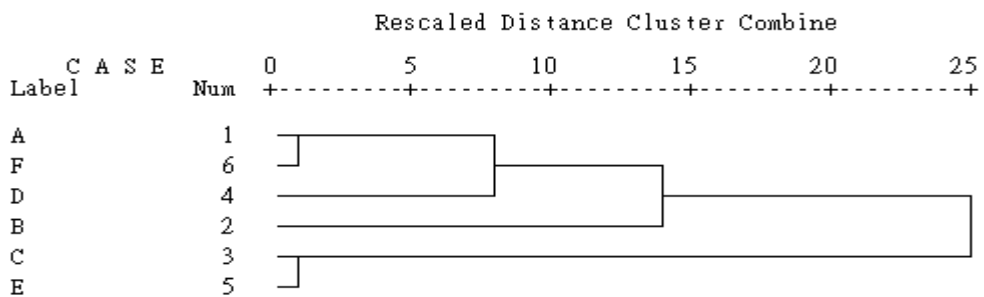 Rescaled Distance Cluster Combine
C A S E 0 5 10 15 20 25
Label Num +---------+---------+---------+---------+---------+
A 1
F 6
D 4
B 2
C 3
E 5